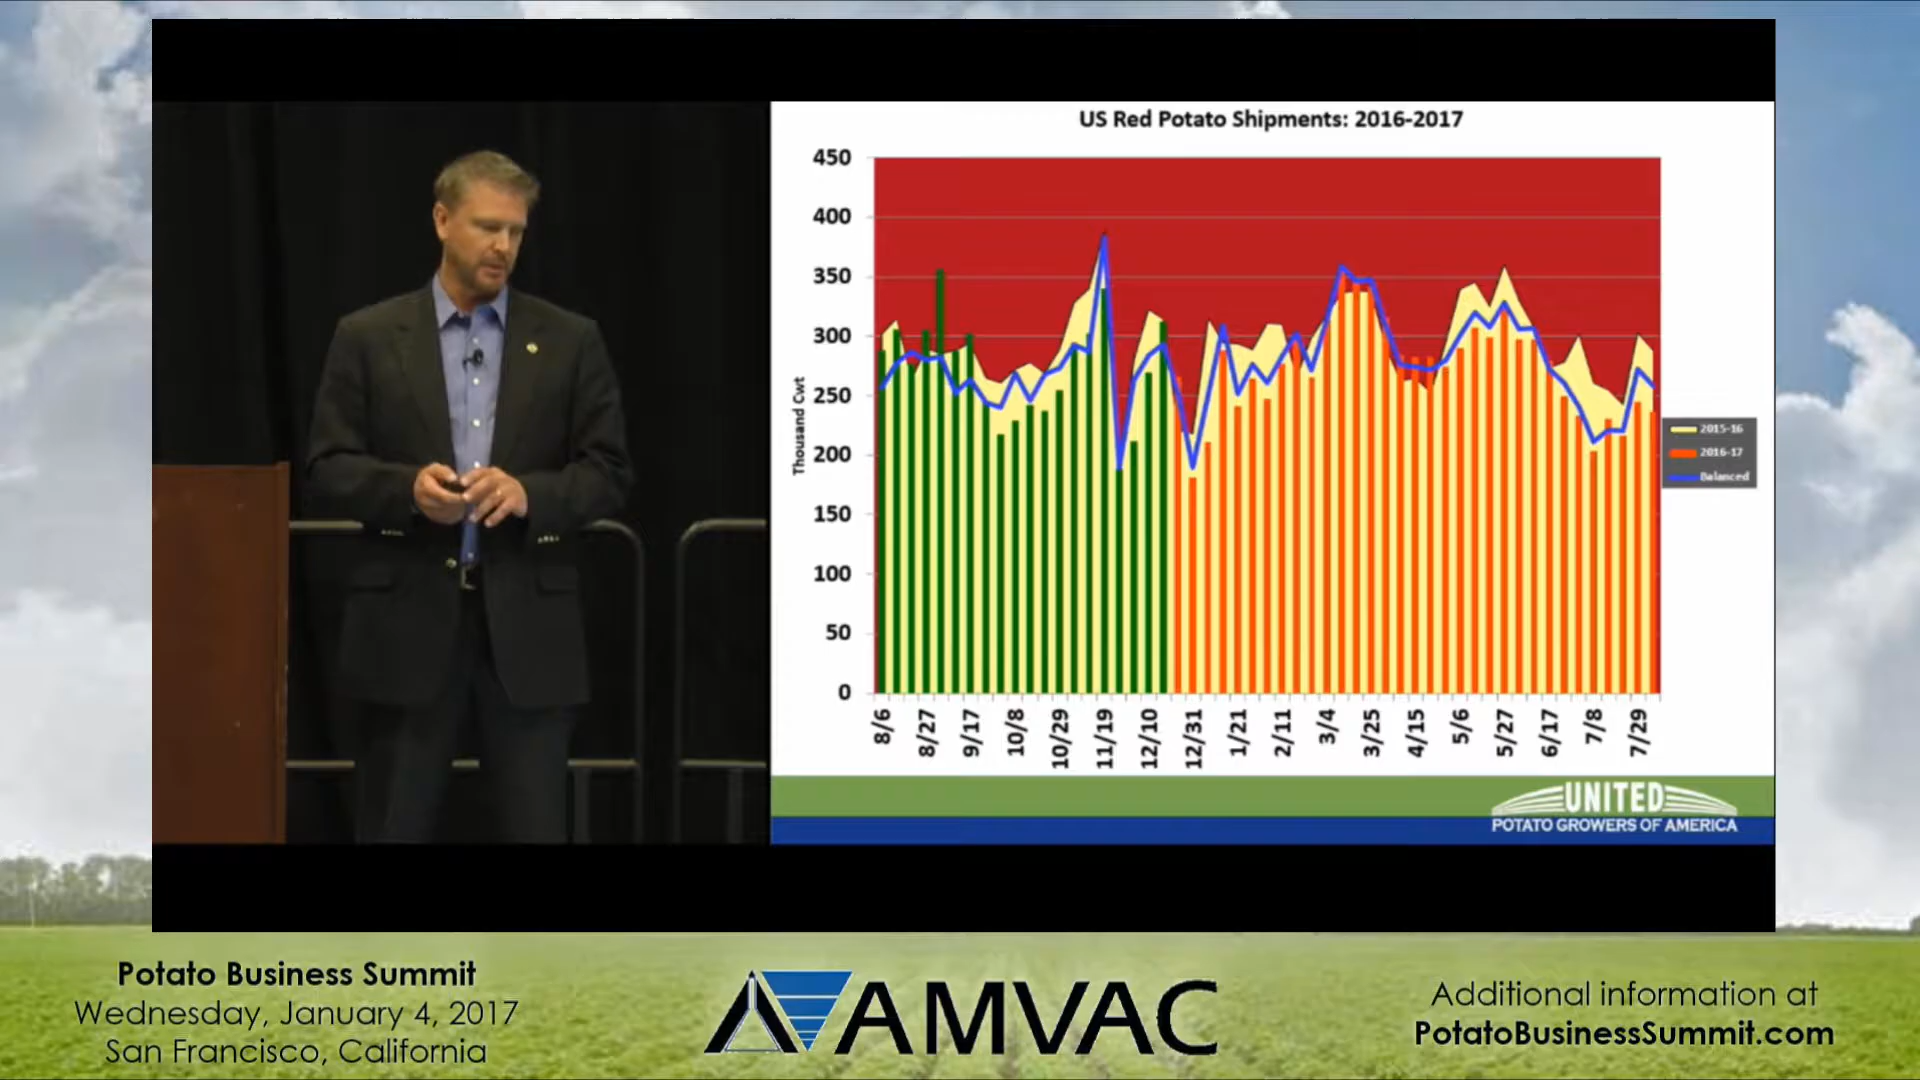 US Red Potato Shipments: 2016-2017
450
400
350
300
250
200
150
100
50
0
Thousand Cwt
8/6
8/27
9/17
10/8
10/29
11/19
12/10
12/31
1/21
2/11
3/4
3/25
4/15
5/6
5/27
6/17
7/8
7/29
2015-16
2016-17
Balanced
UNITED
POTATO GROWERS OF AMERICA
Potato Business Summit
Wednesday, January 4, 2017
San Francisco, California
AMVAC
Additional information at
PotatoBusinessSummit.com